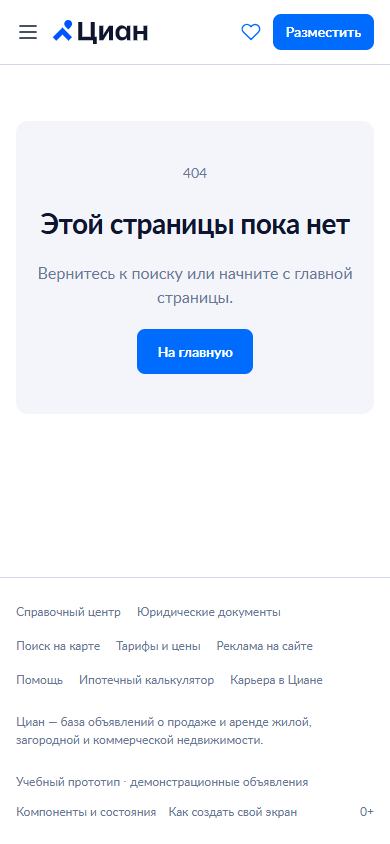 Циан
Разместить
404
Этой страницы пока нет
Вернитесь к поиску или начните с главной
страницы.
На главную
Справочный центр Юридические документы
Поиск на карте Тарифы и цены Реклама на сайте
Помощь Ипотечный калькулятор Карьера в Циане
Циан — база объявлений о продаже и аренде жилой,
загородной и коммерческой недвижимости.
Учебный прототип · демонстрационные объявления
Компоненты и состояния Как создать свой экран 0+